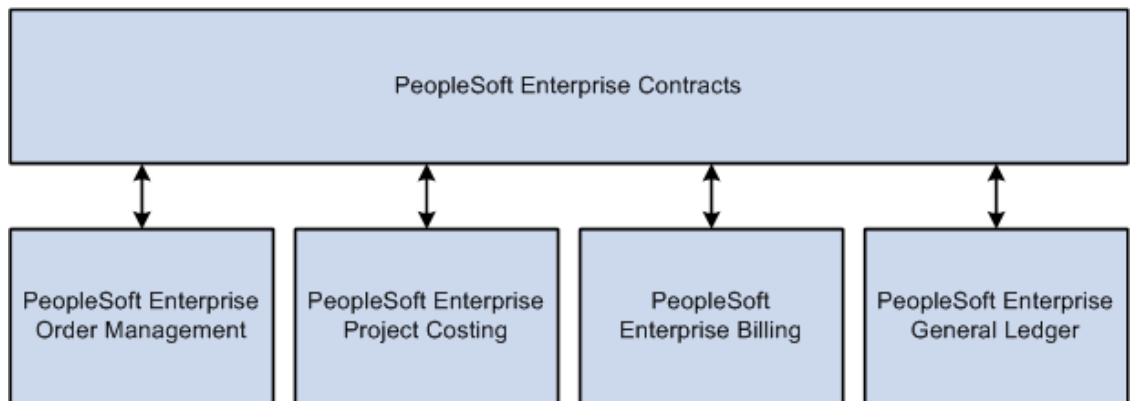 PeopleSoft Enterprise Contracts
PeopleSoft Enterprise
Order Management
PeopleSoft Enterprise
Project Costing
PeopleSoft
Enterprise Billing
PeopleSoft Enterprise
General Ledger